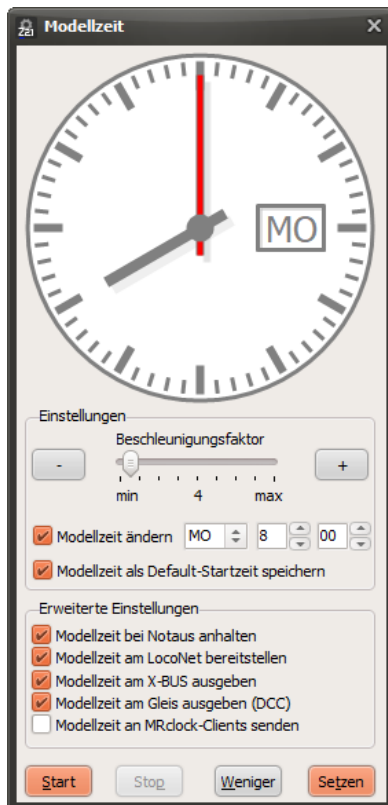 Z21 Modellzeit X
MO
Einstellungen
Beschleunigungsfaktor
- +
min 4 max
Modellzeit ändern MO 8 00
Modellzeit als Default-Startzeit speichern
Erweiterte Einstellungen
Modellzeit bei Notaus anhalten
Modellzeit am LocoNet bereitstellen
Modellzeit am X-BUS ausgeben
Modellzeit am Gleis ausgeben (DCC)
Modellzeit an MRclock-Clients senden
Start Stop Weniger Setzen